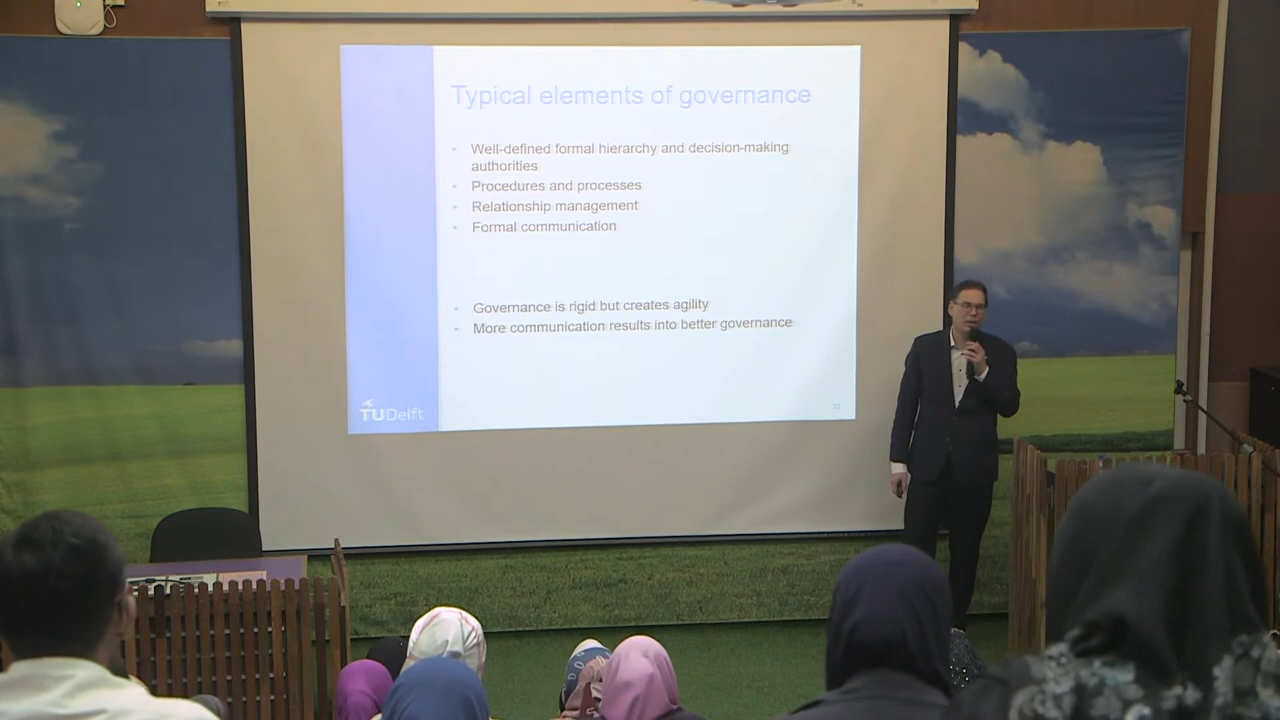 Typical elements of governance
Well-defined formal hierarchy and decision-making
authorities
Procedures and processes
Relationship management
Formal communication
Governance is rigid but creates agility
More communication results into better governance
TUDelft